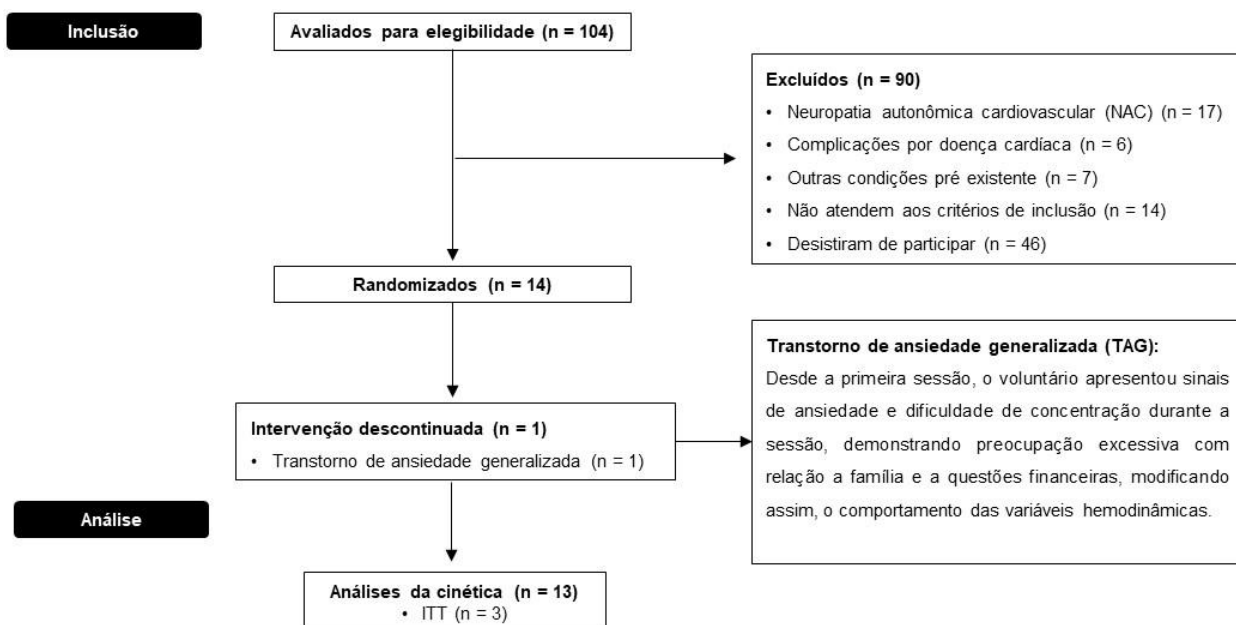 Inclusão
Avaliados para elegibilidade (n = 104)
Excluídos (n = 90)
• Neuropatia autonômica cardiovascular (NAC) (n = 17)
• Complicações por doença cardíaca (n = 6)
• Outras condições pré existente (n = 7)
• Não atendem aos critérios de inclusão (n = 14)
• Desistiram de participar (n = 46)
Randomizados (n = 14)
Transtorno de ansiedade generalizada (TAG):
Desde a primeira sessão, o voluntário apresentou sinais
de ansiedade e dificuldade de concentração durante a
sessão, demonstrando preocupação excessiva com
relação a família e a questões financeiras, modificando
assim, o comportamento das variáveis hemodinâmicas.
Intervenção descontinuada (n = 1)
• Transtorno de ansiedade generalizada (n = 1)
Análise
Análises da cinética (n = 13)
• ITT (n = 3)